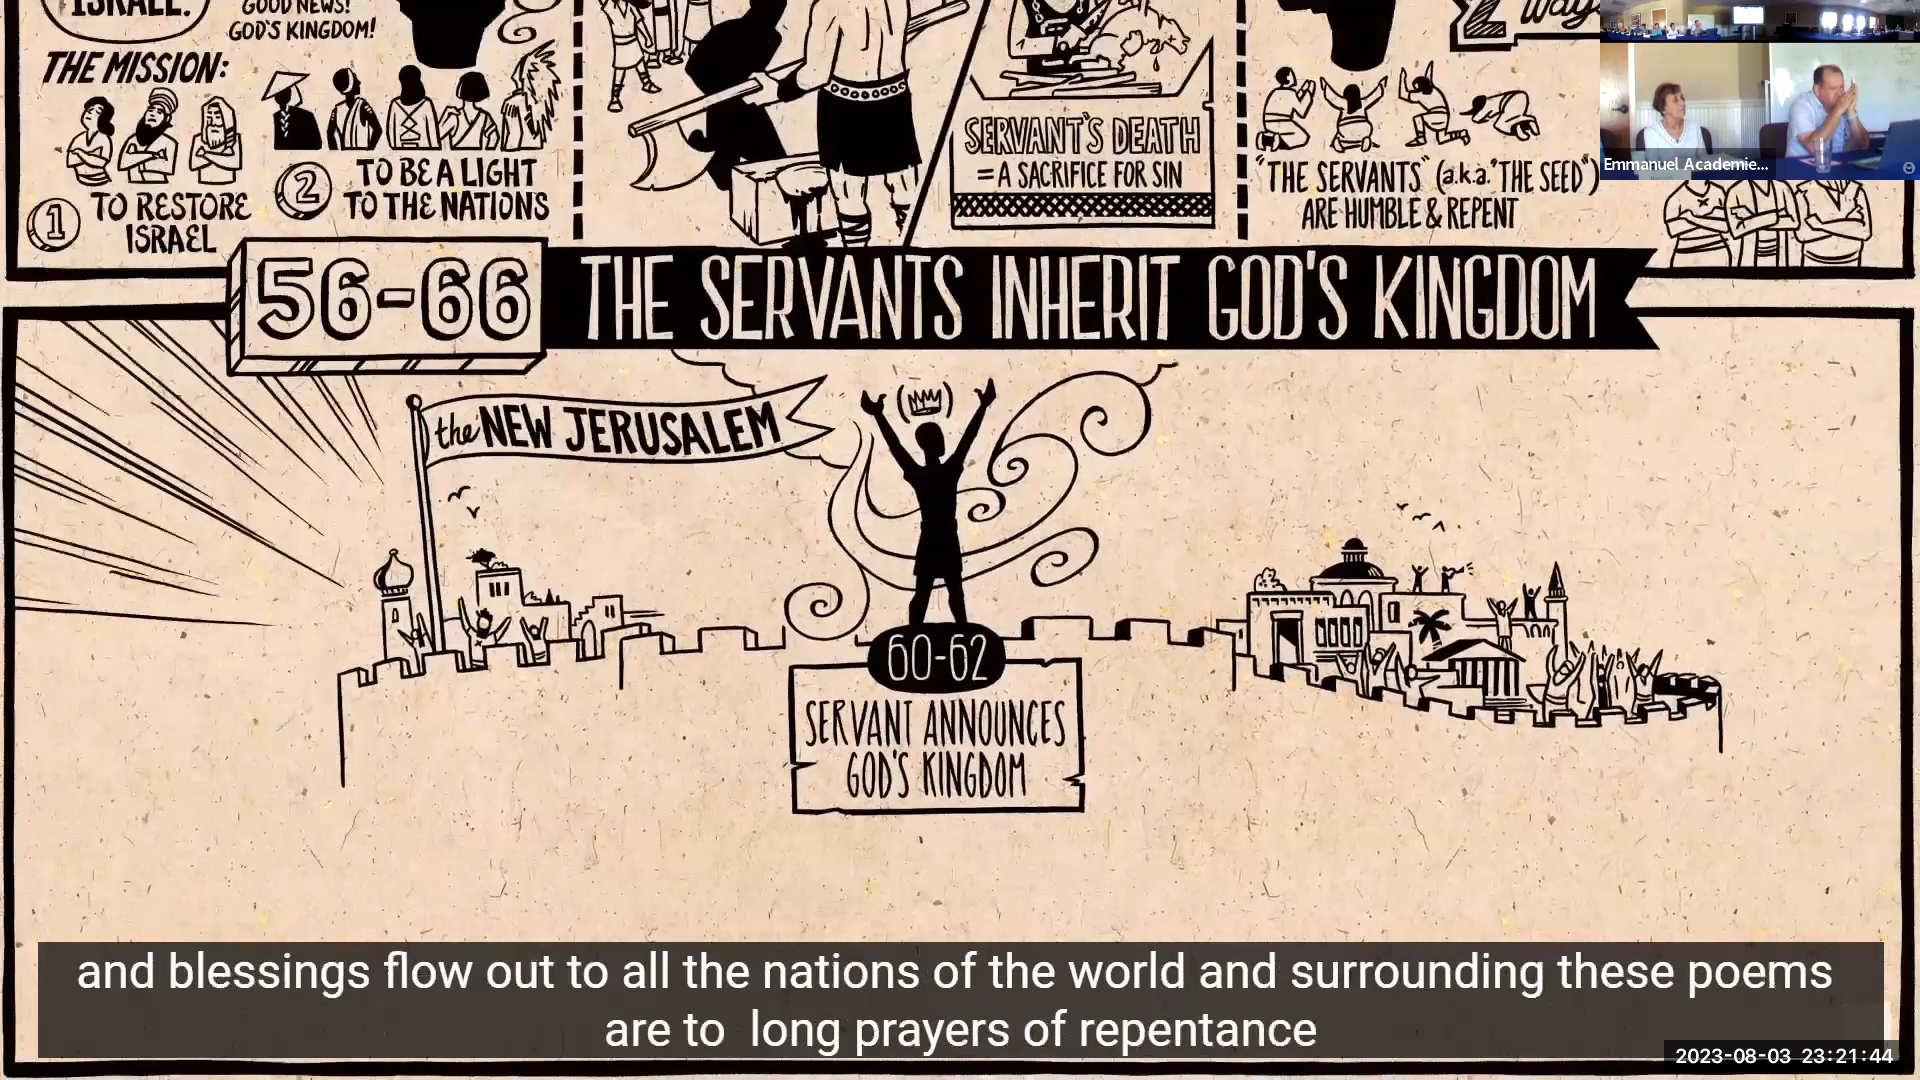 ISRAEL.
GOOD NEWS!
GOD'S KINGDOM!
THE MISSION:
1
TO RESTORE
ISRAEL
2
TO BE A LIGHT
TO THE NATIONS
SERVANT'S DEATH
= A SACRIFICE FOR SIN
2 Ways
"THE SERVANTS" (a.k.a. "THE SEED")
ARE HUMBLE & REPENT
Emmanuel Academie...
56-66
THE SERVANTS INHERIT GOD'S KINGDOM
the NEW JERUSALEM
60-62
SERVANT ANNOUNCES
GOD'S KINGDOM
and blessings flow out to all the nations of the world and surrounding these poems
are to long prayers of repentance
2023-08-03 23:21:44